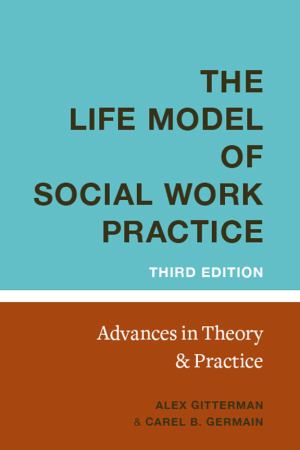 THE
LIFE MODEL
OF
SOCIAL WORK
PRACTICE
THIRD EDITION
Advances in Theory
& Practice
ALEX GITTERMAN
& CAREL B. GERMAIN